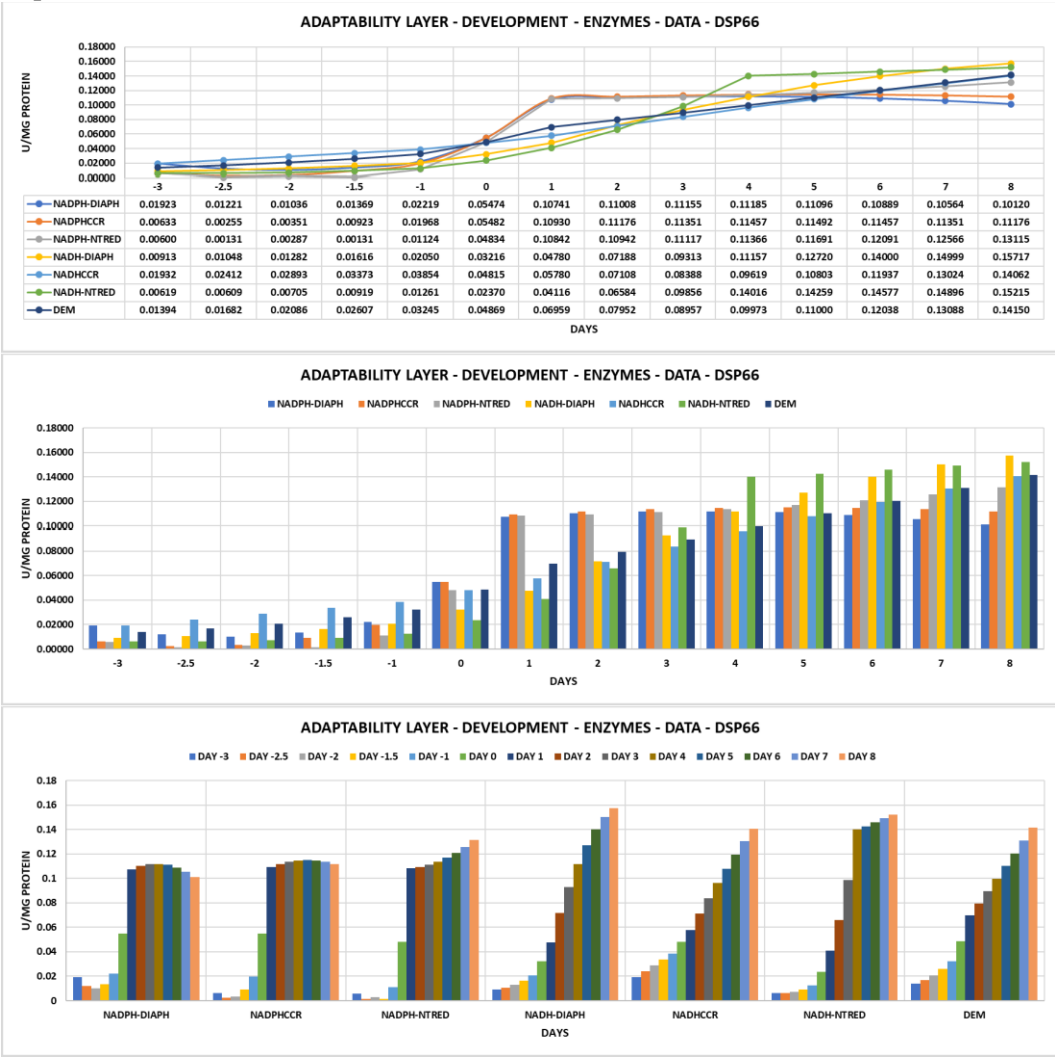 ADAPTABILITY LAYER - DEVELOPMENT - ENZYMES - DATA - DSP66
U/MG PROTEIN
0.18000
0.16000
0.14000
0.12000
0.10000
0.08000
0.06000
0.04000
0.02000
0.00000
-3 -2.5 -2 -1.5 -1 0 1 2 3 4 5 6 7 8
NADPH-DIAPH 0.01923 0.01221 0.01036 0.01369 0.02219 0.05474 0.10741 0.11008 0.11155 0.11185 0.11096 0.10889 0.10564 0.10120
NADPHCCR 0.00633 0.00255 0.00351 0.00923 0.01968 0.05482 0.10930 0.11176 0.11351 0.11457 0.11492 0.11457 0.11351 0.11176
NADPH-NTRED 0.00600 0.00131 0.00287 0.00131 0.01124 0.04834 0.10842 0.10942 0.11117 0.11366 0.11691 0.12091 0.12566 0.13115
NADH-DIAPH 0.00913 0.01048 0.01282 0.01616 0.02050 0.03216 0.04780 0.07188 0.09313 0.11157 0.12720 0.14000 0.14999 0.15717
NADHCCR 0.01932 0.02412 0.02893 0.03373 0.03854 0.04815 0.05780 0.07108 0.08388 0.09619 0.10803 0.11937 0.13024 0.14062
NADH-NTRED 0.00619 0.00609 0.00705 0.00919 0.01261 0.02370 0.04116 0.06584 0.09856 0.14016 0.14259 0.14577 0.14896 0.15215
DEM 0.01394 0.01682 0.02086 0.02607 0.03245 0.04869 0.06959 0.07952 0.08957 0.09973 0.11000 0.12038 0.13088 0.14150
DAYS
ADAPTABILITY LAYER - DEVELOPMENT - ENZYMES - DATA - DSP66
NADPH-DIAPH NADPHCCR NADPH-NTRED NADH-DIAPH NADHCCR NADH-NTRED DEM
U/MG PROTEIN
0.18000
0.16000
0.14000
0.12000
0.10000
0.08000
0.06000
0.04000
0.02000
0.00000
-3 -2.5 -2 -1.5 -1 0 1 2 3 4 5 6 7 8
DAYS
ADAPTABILITY LAYER - DEVELOPMENT - ENZYMES - DATA - DSP66
DAY -3 DAY -2.5 DAY -2 DAY -1.5 DAY -1 DAY 0 DAY 1 DAY 2 DAY 3 DAY 4 DAY 5 DAY 6 DAY 7 DAY 8
U/MG PROTEIN
0.18
0.16
0.14
0.12
0.1
0.08
0.06
0.04
0.02
0
NADPH-DIAPH NADPHCCR NADPH-NTRED NADH-DIAPH NADHCCR NADH-NTRED DEM
DAYS